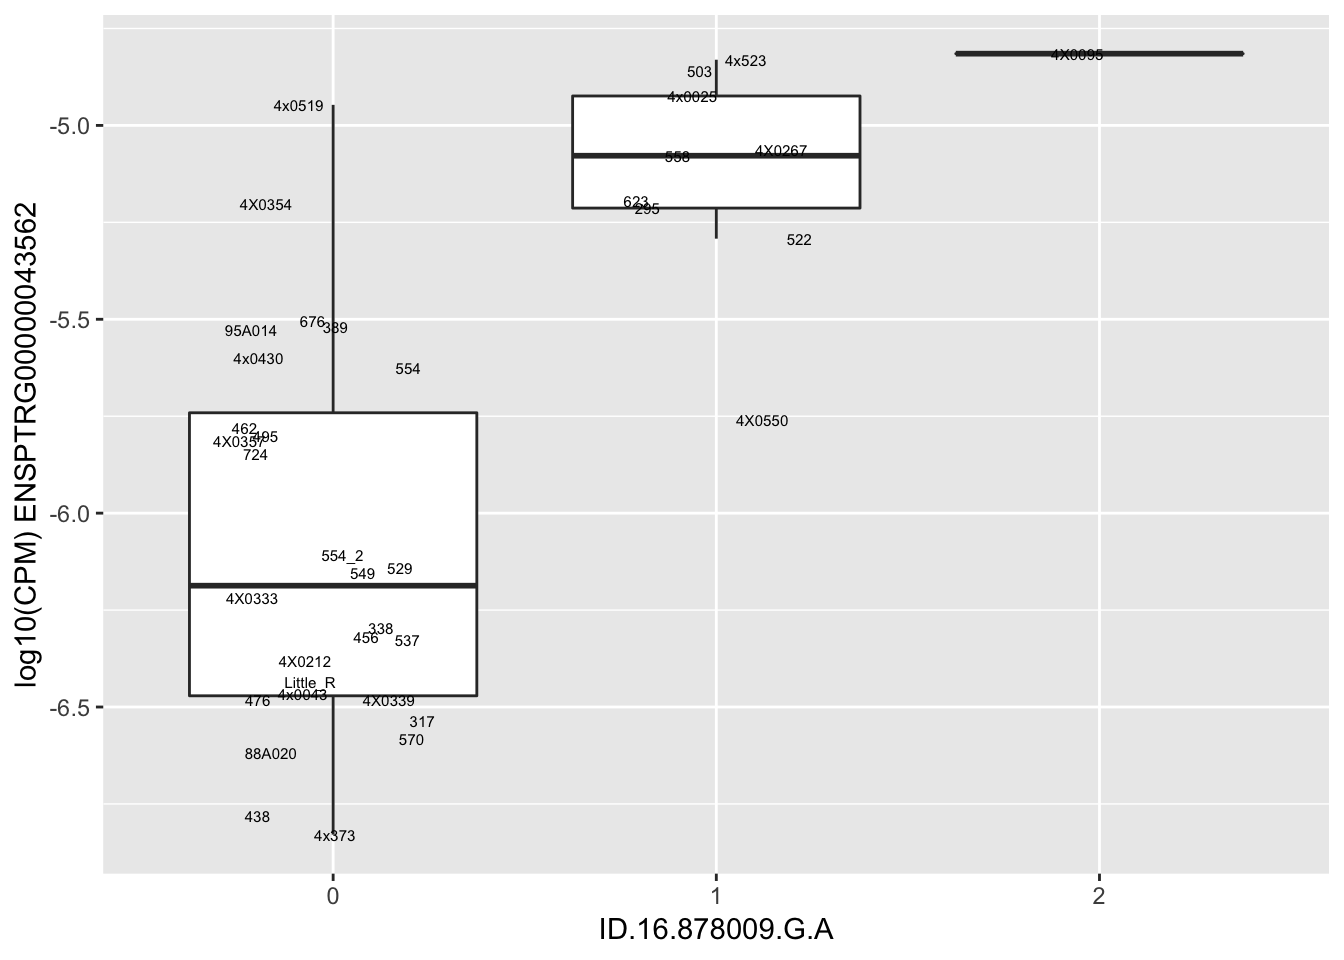 4X0095
4x523
503
4x0025
4x0519
-5.0
4X0267
558
623
295
4X0354
522
-5.5
676
389
95A014
4x0430
554
4X0550
462
495
4X0357
724
-6.0
554_2
529
549
4X0333
338
456
537
4X0212
Little_R
4x0043
476
4X0339
-6.5
317
570
88A020
438
4x373
0
1
2
ID.16.878009.G.A
log10(CPM) ENSPTRG00000043562